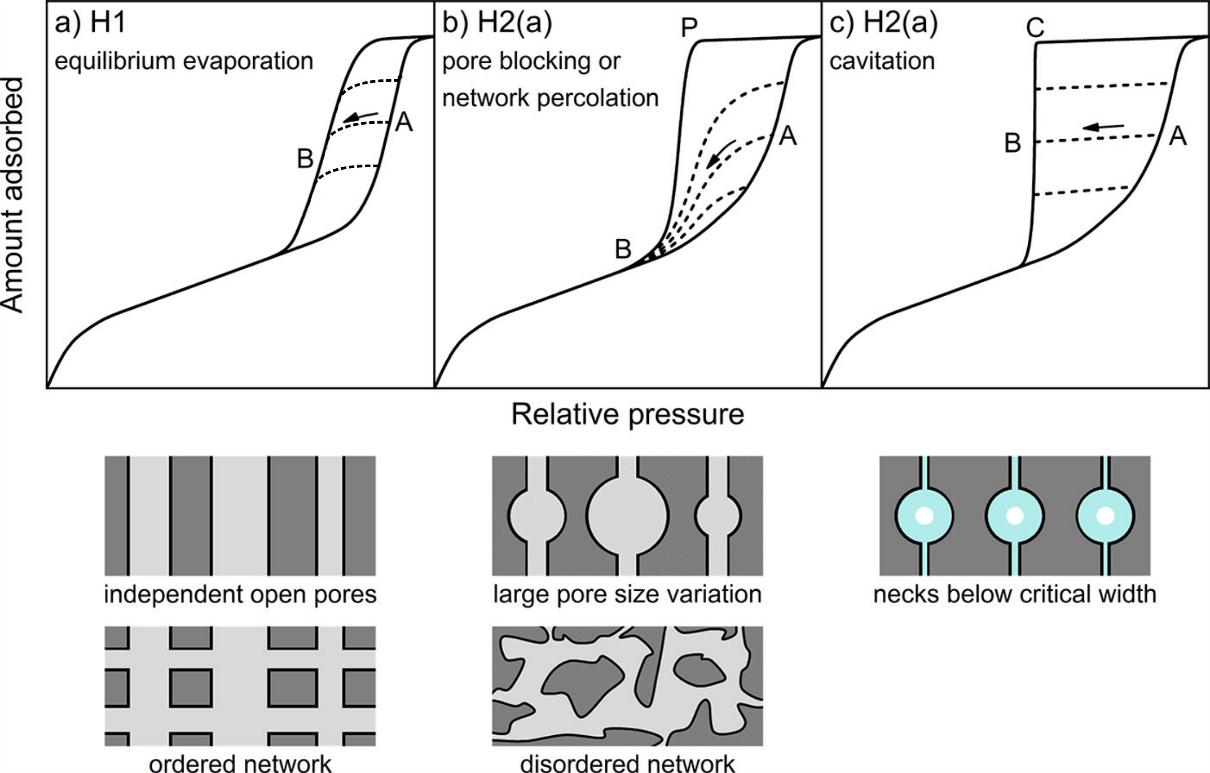 a) H1
equilibrium evaporation
A
B
b) H2(a)
pore blocking or
network percolation
P
A
B
c) H2(a)
cavitation
C
B
A
Amount adsorbed
Relative pressure
independent open pores
large pore size variation
necks below critical width
ordered network
disordered network